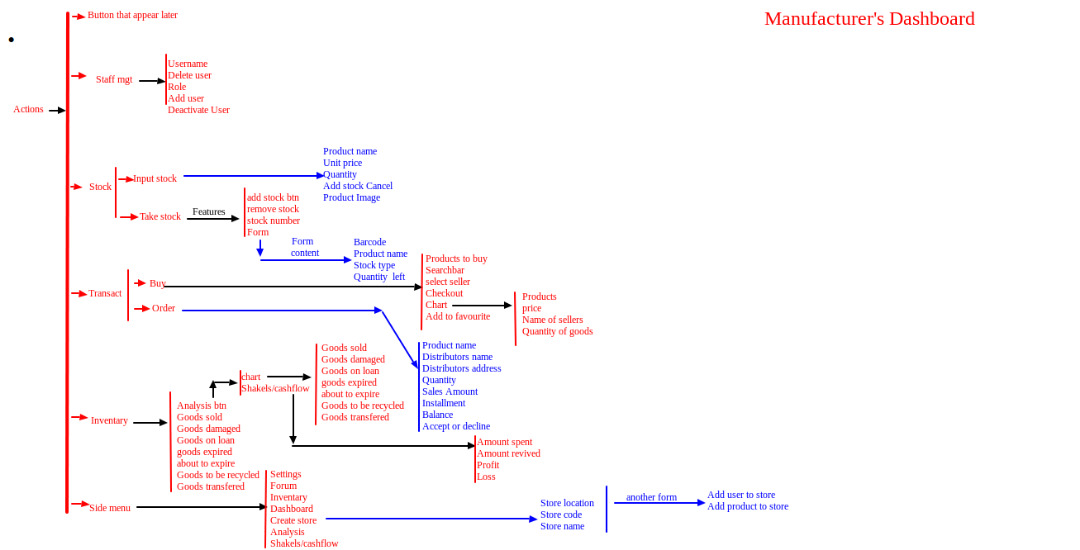 Manufacturer's Dashboard
Actions
Button that appear later
Staff mgt
Username
Delete user
Role
Add user
Deactivate User
Stock
Input stock
Product name
Unit price
Quantity
Add stock Cancel
Product Image
Take stock
Features
add stock btn
remove stock
stock number
Form
Form
content
Barcode
Product name
Stock type
Quantity left
Transact
Buy
Products to buy
Searchbar
select seller
Checkout
Chart
Add to favourite
Products
price
Name of sellers
Quantity of goods
Order
Product name
Distributors name
Distributors address
Quantity
Sales Amount
Installment
Balance
Accept or decline
Inventory
Analysis btn
Goods sold
Goods damaged
Goods on loan
goods expired
about to expire
Goods to be recycled
Goods transfered
chart
Shakels/cashflow
Goods sold
Goods damaged
Goods on loan
goods expired
about to expire
Goods to be recycled
Goods transfered
Amount spent
Amount revived
Profit
Loss
Side menu
Settings
Forum
Inventory
Dashboard
Create store
Analysis
Shakels/cashflow
Store location
Store code
Store name
another form
Add user to store
Add product to store